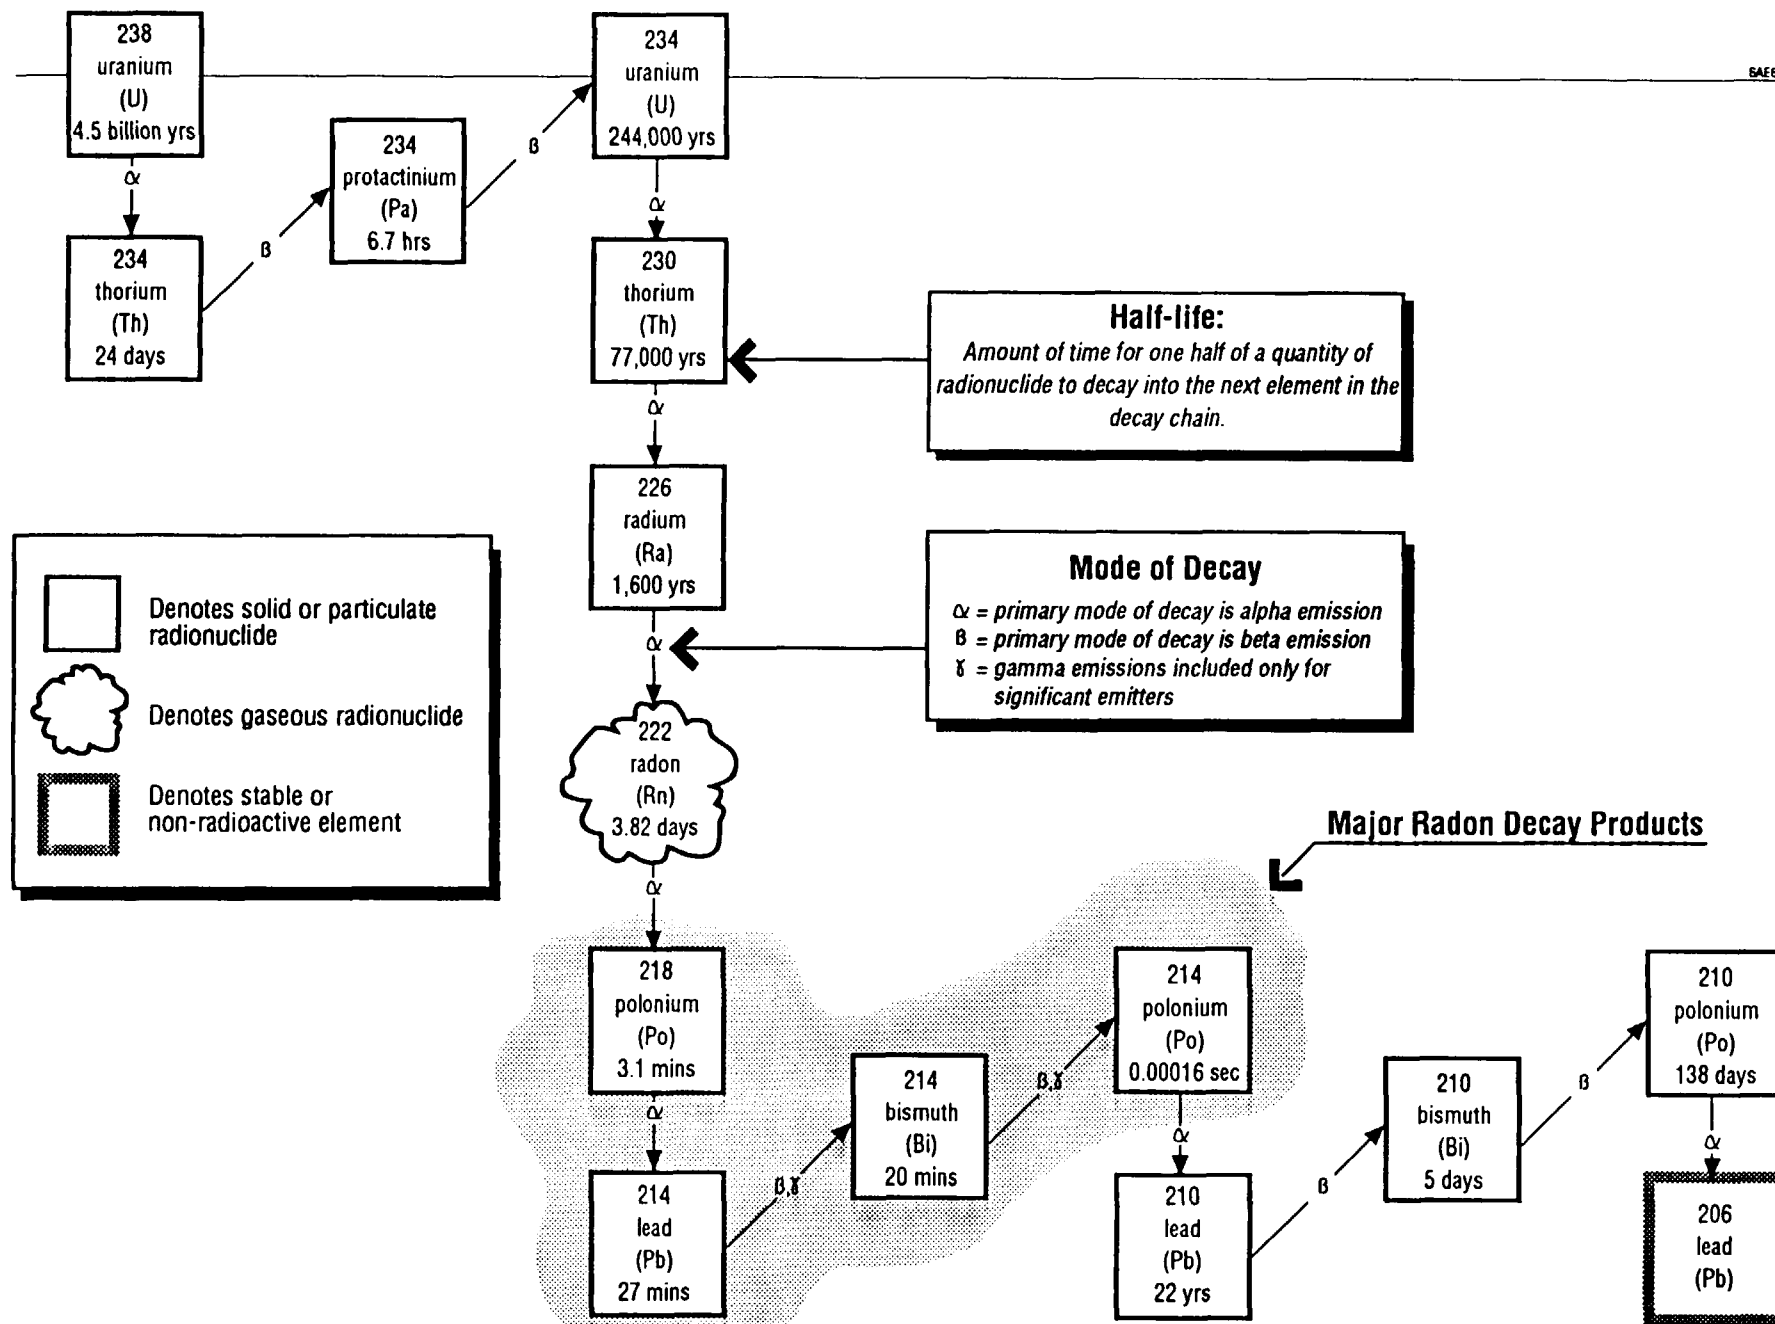 238
uranium
(U)
4.5 billion yrs
α
234
thorium
(Th)
24 days
β
234
protactinium
(Pa)
6.7 hrs
β
234
uranium
(U)
244,000 yrs
α
230
thorium
(Th)
77,000 yrs
α
226
radium
(Ra)
1,600 yrs
α
222
radon
(Rn)
3.82 days
α
Half-life:
Amount of time for one half of a quantity of
radionuclide to decay into the next element in the
decay chain.
Mode of Decay
α = primary mode of decay is alpha emission
β = primary mode of decay is beta emission
γ = gamma emissions included only for
significant emitters
Denotes solid or particulate
radionuclide
Denotes gaseous radionuclide
Denotes stable or
non-radioactive element
Major Radon Decay Products
218
polonium
(Po)
3.1 mins
α
214
lead
(Pb)
27 mins
β,γ
214
bismuth
(Bi)
20 mins
β,γ
214
polonium
(Po)
0.00016 sec
α
210
lead
(Pb)
22 yrs
β
210
bismuth
(Bi)
5 days
β
210
polonium
(Po)
138 days
α
206
lead
(Pb)